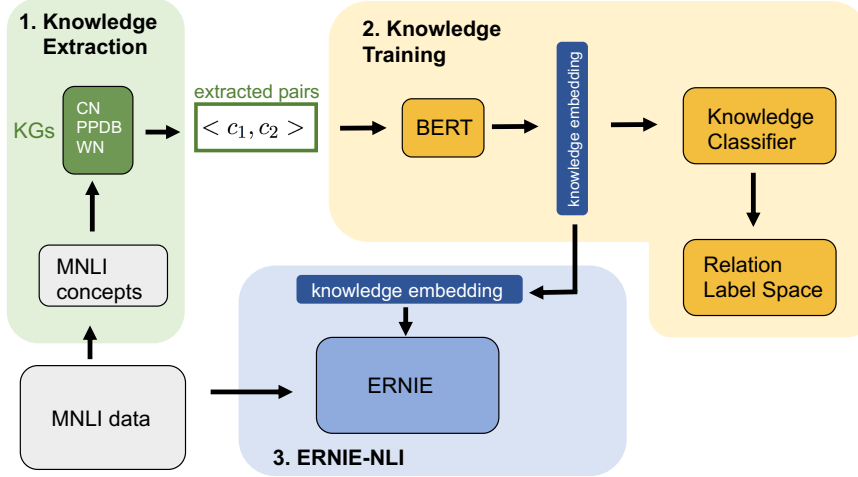 1. Knowledge
Extraction
KGs
CN
PPDB
WN
extracted pairs
< c₁, c₂ >
MNLI
concepts
MNLI data
2. Knowledge
Training
BERT
knowledge embedding
Knowledge
Classifier
Relation
Label Space
knowledge embedding
ERNIE
3. ERNIE-NLI